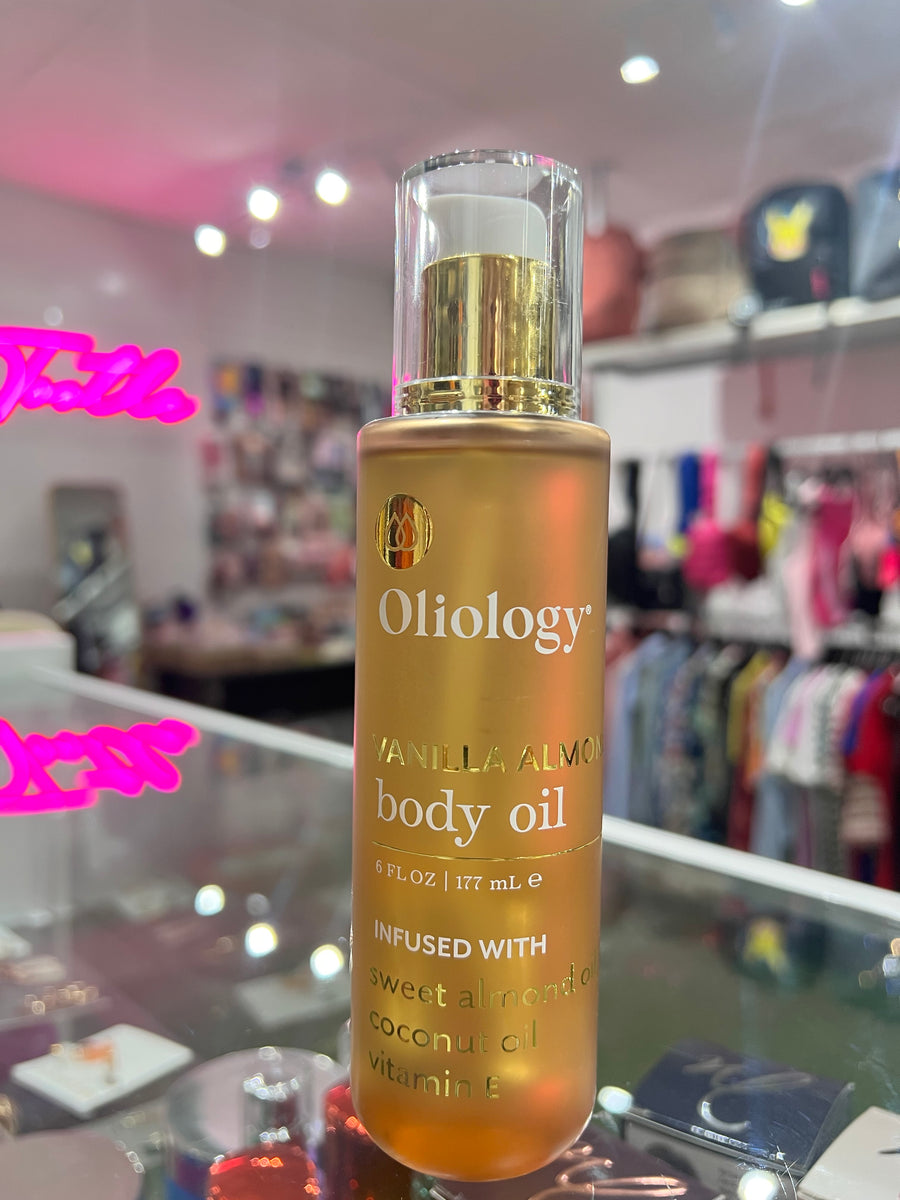 Oliology®
VANILLA ALMON
body oil
6 FL OZ | 177 mL ℮
INFUSED WITH
sweet almond oil
coconut oil
vitamin E